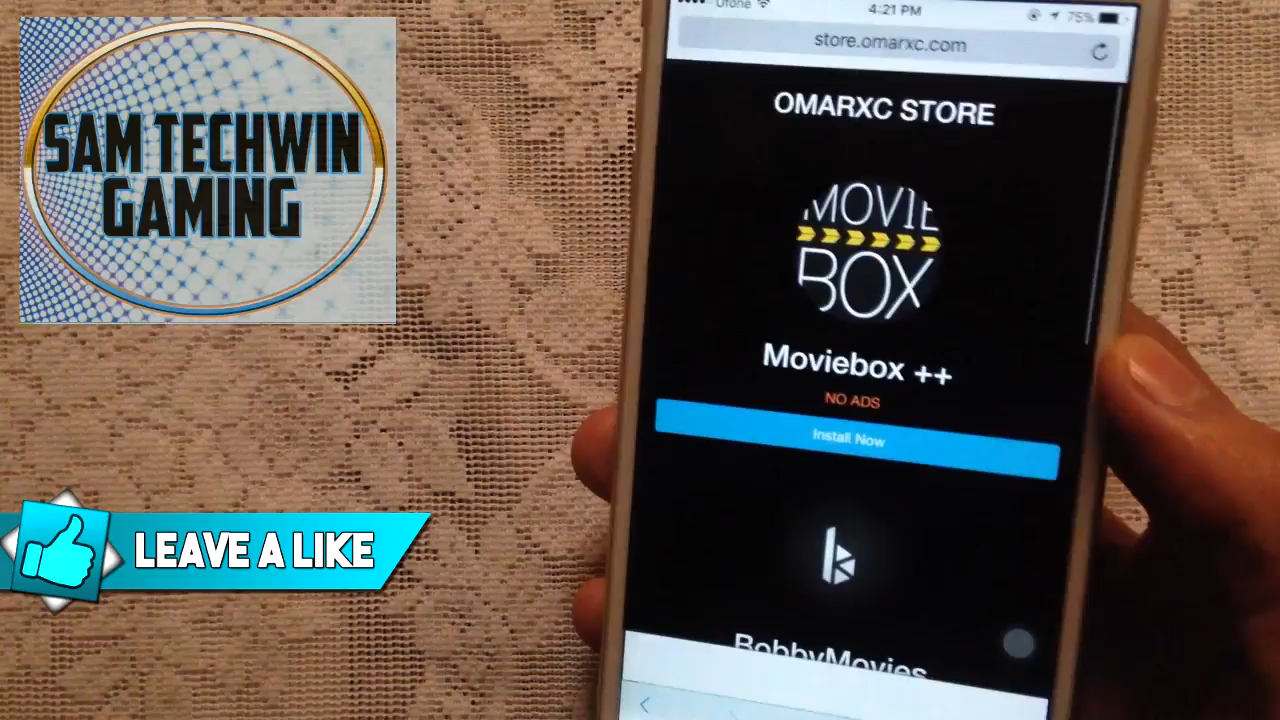 SAM TECHWIN
GAMING
LEAVE A LIKE
Ufone
4:21 PM
75%
store.omarxc.com
OMARXC STORE
MOVIE
BOX
Moviebox ++
NO ADS
Install Now
BobbyMovies